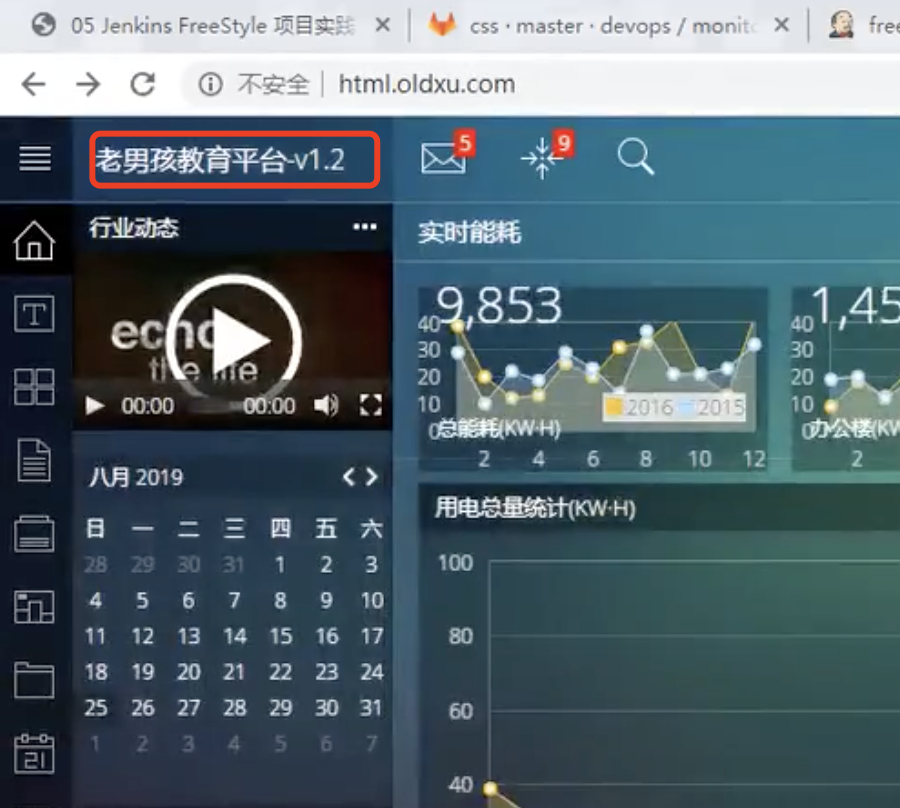 05 Jenkins FreeStyle 项目实践
css · master · devops / monito
free
不安全
html.oldxu.com
老男孩教育平台-v1.2
5
9
行业动态
实时能耗
the life
00:00
00:00
9,853
40
30
20
10
0
总能耗(KW·H)
2016
2015
2 4 6 8 10 12
1,45
40
30
20
10
0
办公楼(KW
2
八月 2019
日 一 二 三 四 五 六
28 29 30 31 1 2 3
4 5 6 7 8 9 10
11 12 13 14 15 16 17
18 19 20 21 22 23 24
25 26 27 28 29 30 31
1 2 3 4 5 6 7
用电总量统计(KW·H)
100
80
60
40
21